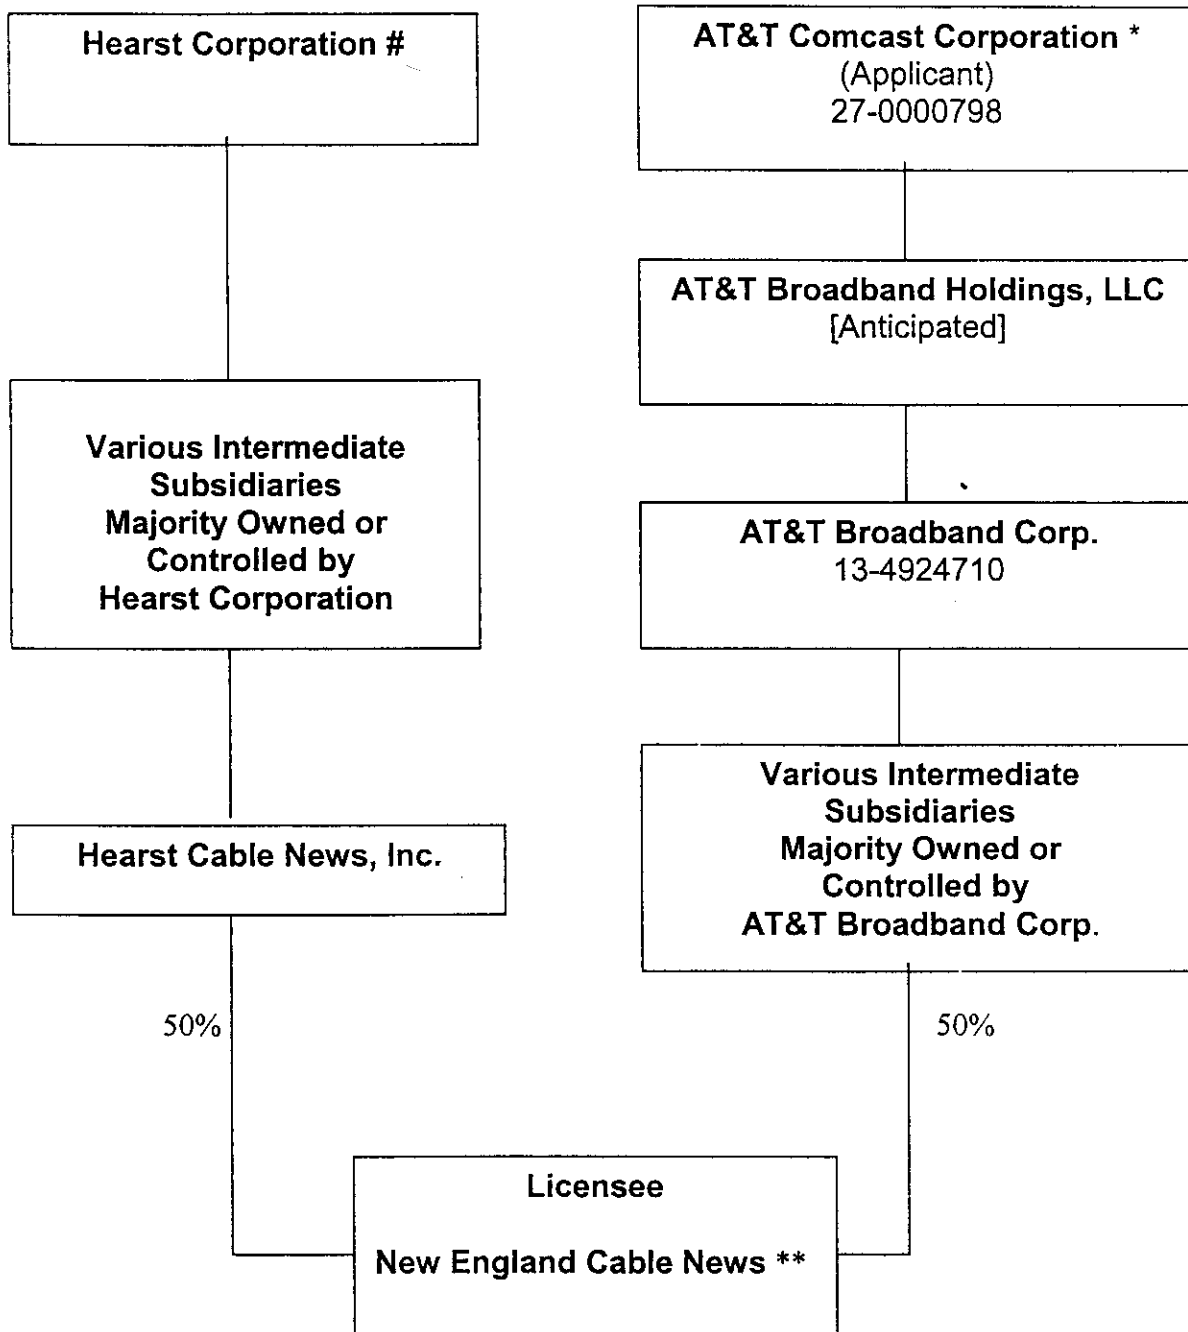 Hearst Corporation #
AT&T Comcast Corporation *
(Applicant)
27-0000798
AT&T Broadband Holdings, LLC
[Anticipated]
Various Intermediate
Subsidiaries
Majority Owned or
Controlled by
Hearst Corporation
AT&T Broadband Corp.
13-4924710
Hearst Cable News, Inc.
Various Intermediate
Subsidiaries
Majority Owned or
Controlled by
AT&T Broadband Corp.
50%
50%
Licensee
New England Cable News **